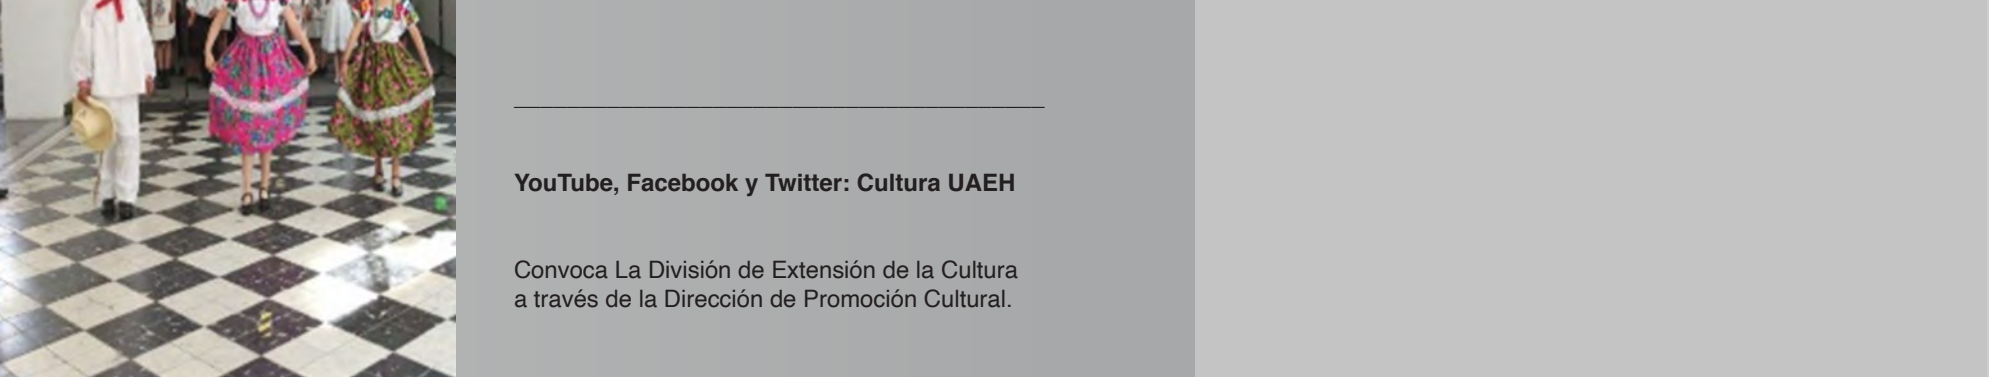 YouTube, Facebook y Twitter: Cultura UAEH
Convoca La División de Extensión de la Cultura
a través de la Dirección de Promoción Cultural.